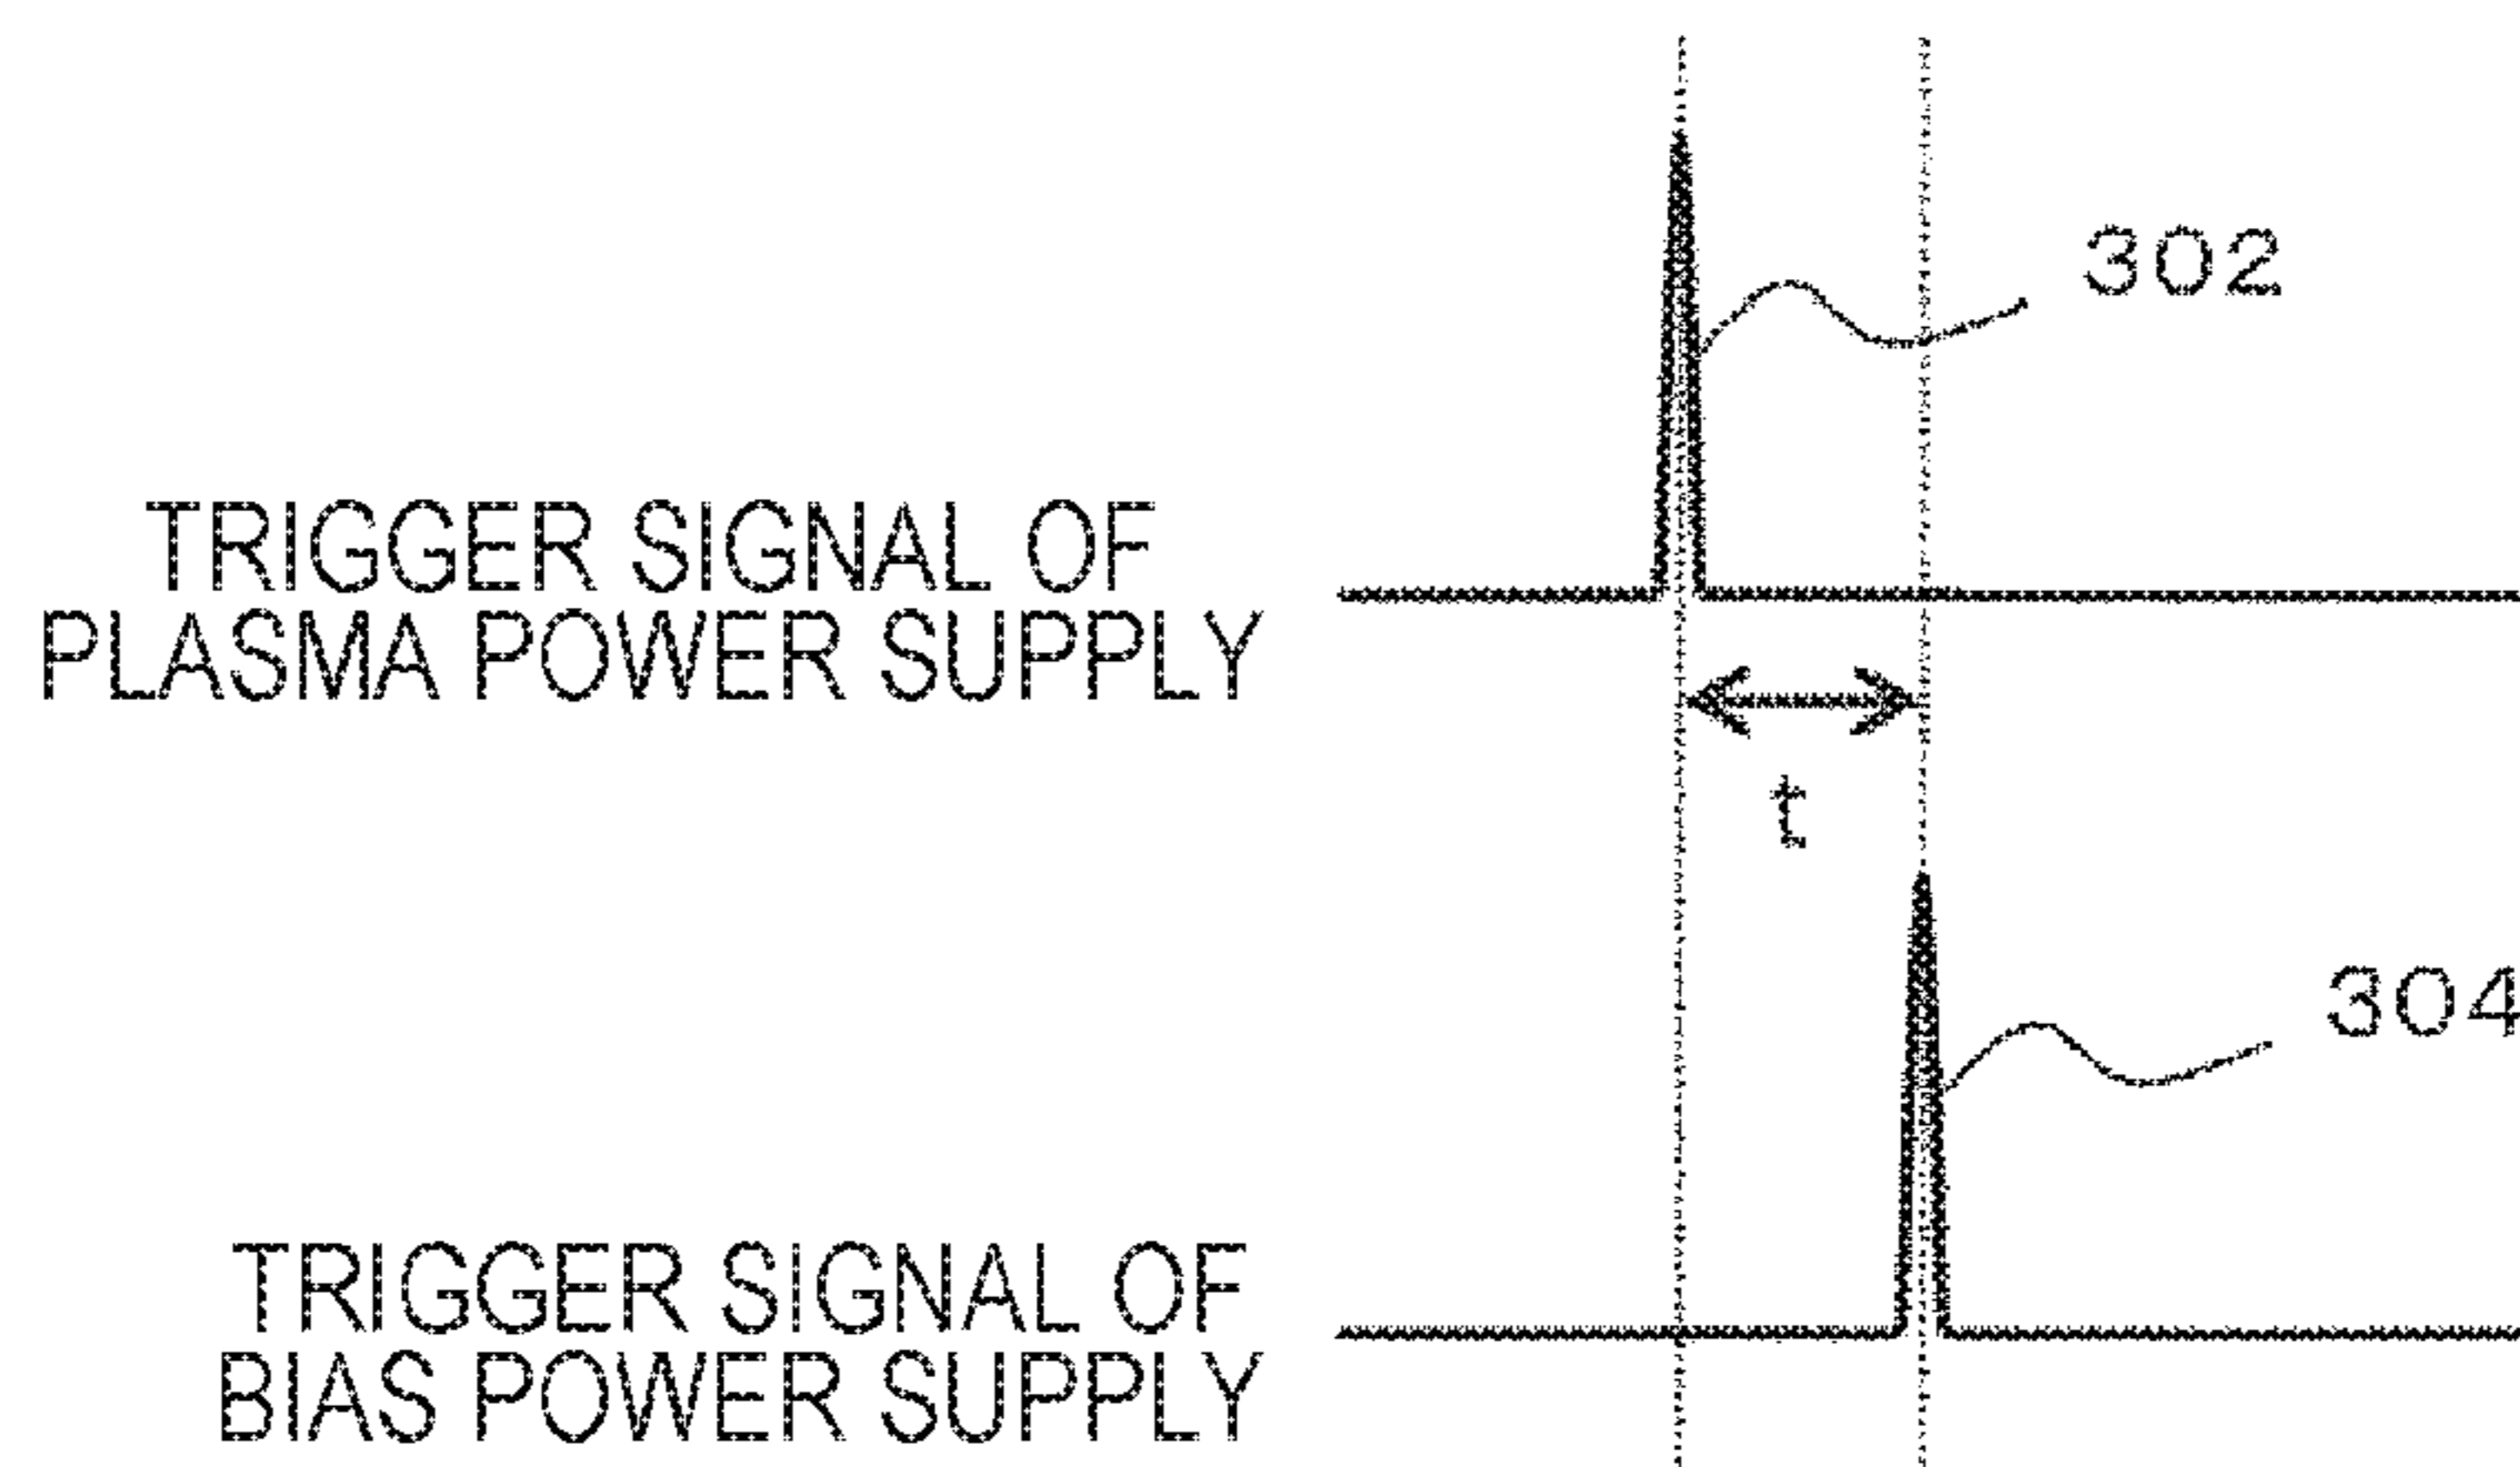 302
TRIGGER SIGNAL OF
PLASMA POWER SUPPLY
t
304
TRIGGER SIGNAL OF
BIAS POWER SUPPLY